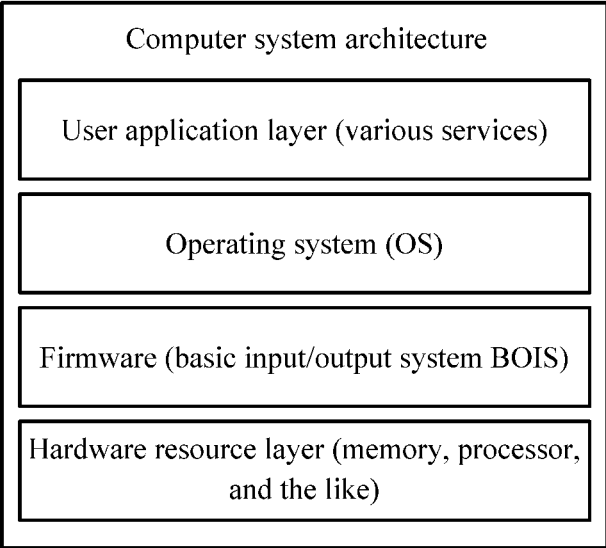 Computer system architecture
User application layer (various services)
Operating system (OS)
Firmware (basic input/output system BOIS)
Hardware resource layer (memory, processor,
and the like)